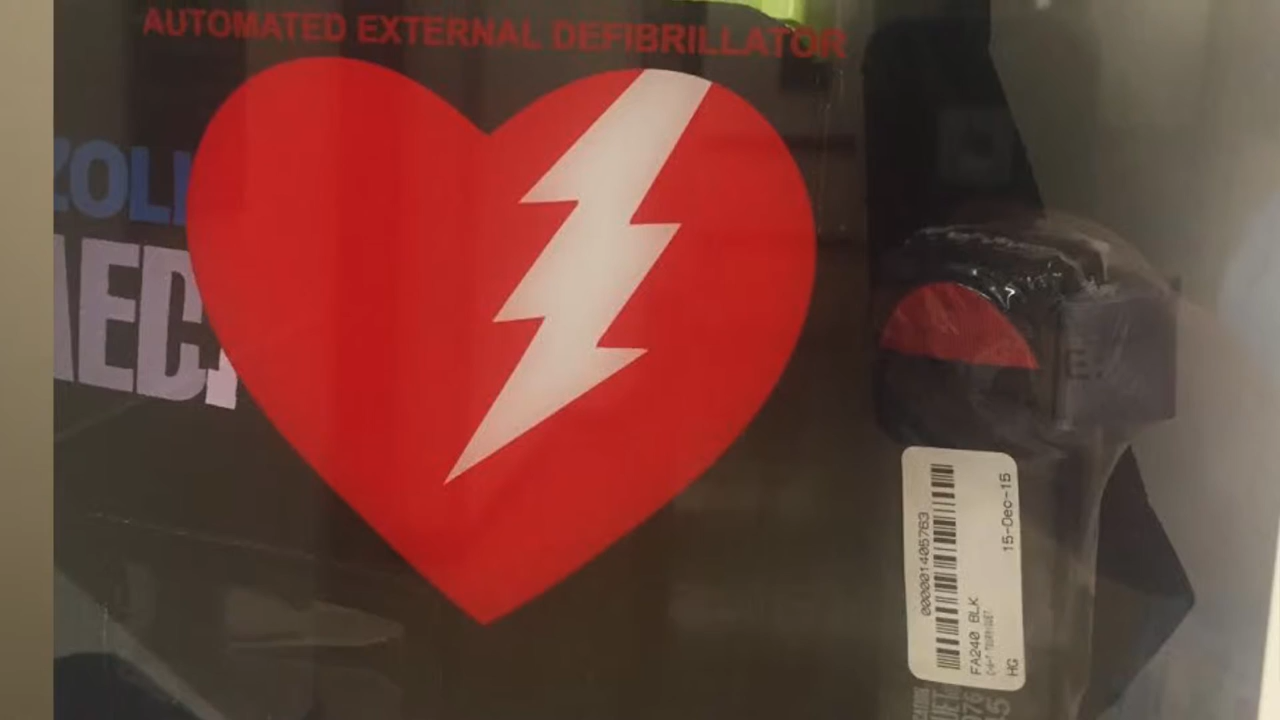 AUTOMATED EXTERNAL DEFIBRILLATOR
ZOLL
AED
000001405763
FA240 BLK
15-Dec-15
HG